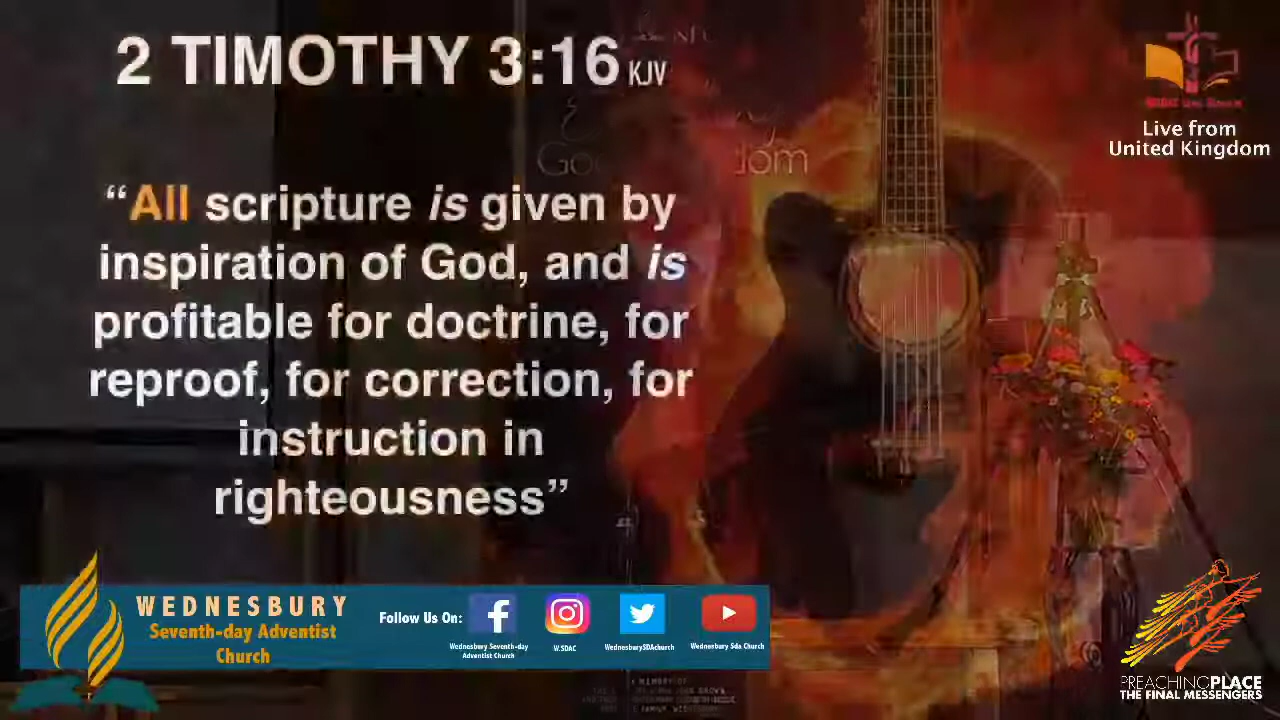 2 TIMOTHY 3:16 KJV
“All scripture is given by
inspiration of God, and is
profitable for doctrine, for
reproof, for correction, for
instruction in
righteousness”
Live from
United Kingdom
WEDNESBURY
Seventh-day Adventist
Church
Follow Us On:
Wednesbury Seventh-day
Adventist Church
W.SDAC
WednesburySDAchurch
Wednesbury Sda Church
PREACHINGPLACE
THE FINAL MESSENGERS